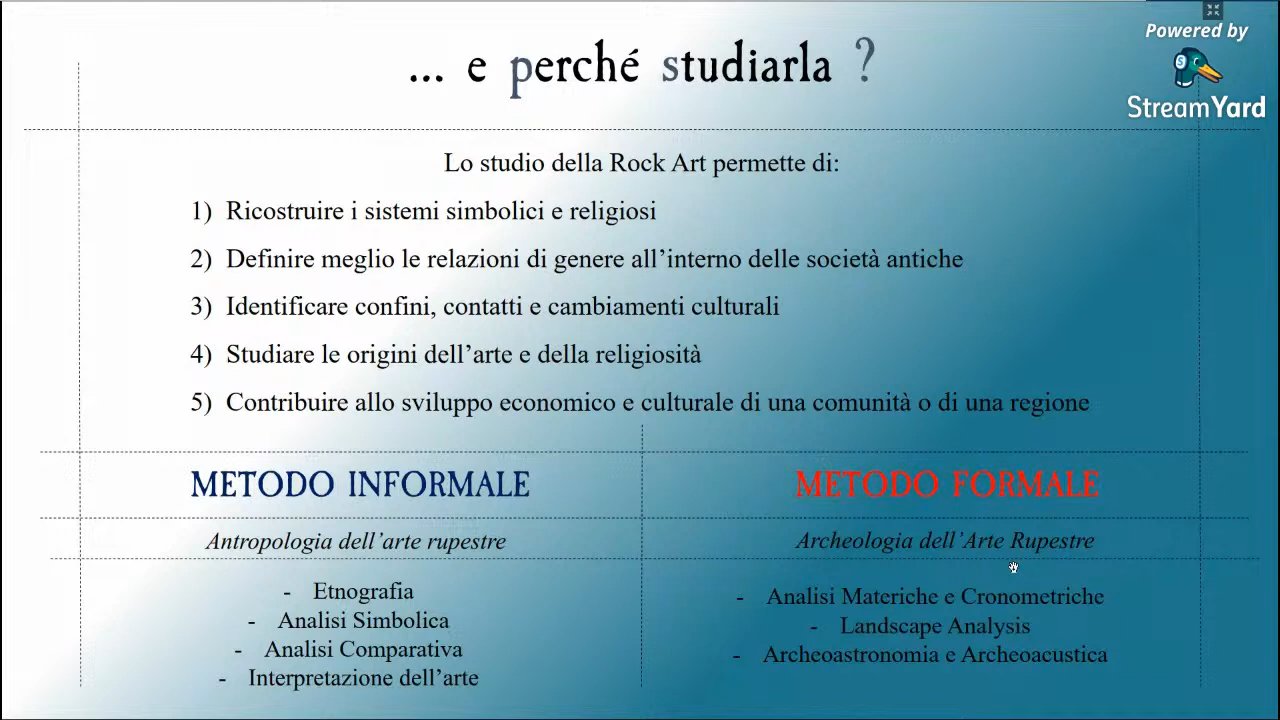 ... e perché studiarla ?
Powered by
StreamYard
Lo studio della Rock Art permette di:
1) Ricostruire i sistemi simbolici e religiosi
2) Definire meglio le relazioni di genere all’interno delle società antiche
3) Identificare confini, contatti e cambiamenti culturali
4) Studiare le origini dell’arte e della religiosità
5) Contribuire allo sviluppo economico e culturale di una comunità o di una regione
METODO INFORMALE
Antropologia dell’arte rupestre
- Etnografia
- Analisi Simbolica
- Analisi Comparativa
- Interpretazione dell’arte
METODO FORMALE
Archeologia dell’Arte Rupestre
- Analisi Materiche e Cronometriche
- Landscape Analysis
- Archeoastronomia e Archeoacustica